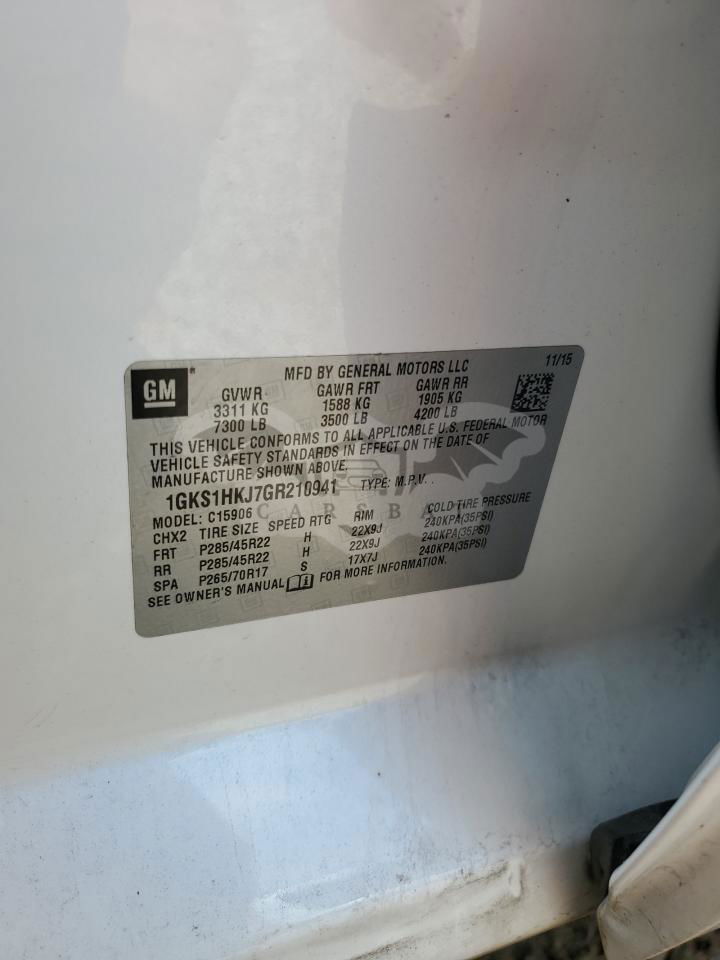 GM
MFD BY GENERAL MOTORS LLC 11/15
GVWR GAWR FRT GAWR RR
3311 KG 1588 KG 1905 KG
7300 LB 3500 LB 4200 LB
THIS VEHICLE CONFORMS TO ALL APPLICABLE U.S. FEDERAL MOTOR
VEHICLE SAFETY STANDARDS IN EFFECT ON THE DATE OF
MANUFACTURE SHOWN ABOVE.
1GKS1HKJ7GR210941 TYPE: M.P.V.
MODEL: C15906
CHX2 TIRE SIZE SPEED RTG RIM COLD TIRE PRESSURE
FRT P285/45R22 H 22X9J 240KPA(35PSI)
RR P285/45R22 H 22X9J 240KPA(35PSI)
SPA P265/70R17 S 17X7J 240KPA(35PSI)
SEE OWNER'S MANUAL FOR MORE INFORMATION.
CARSBAT